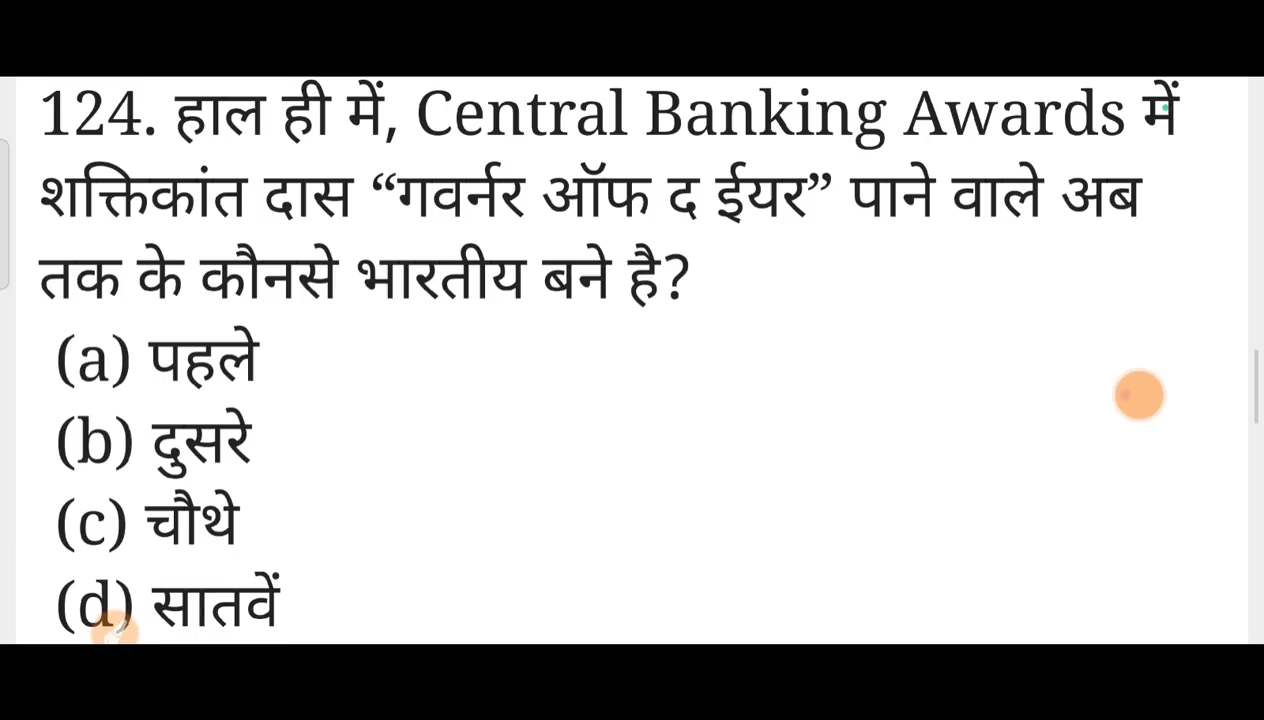 124. हाल ही में, Central Banking Awards में
शक्तिकांत दास “गवर्नर ऑफ द ईयर” पाने वाले अब
तक के कौनसे भारतीय बने है?
(a) पहले
(b) दुसरे
(c) चौथे
(d) सातवें